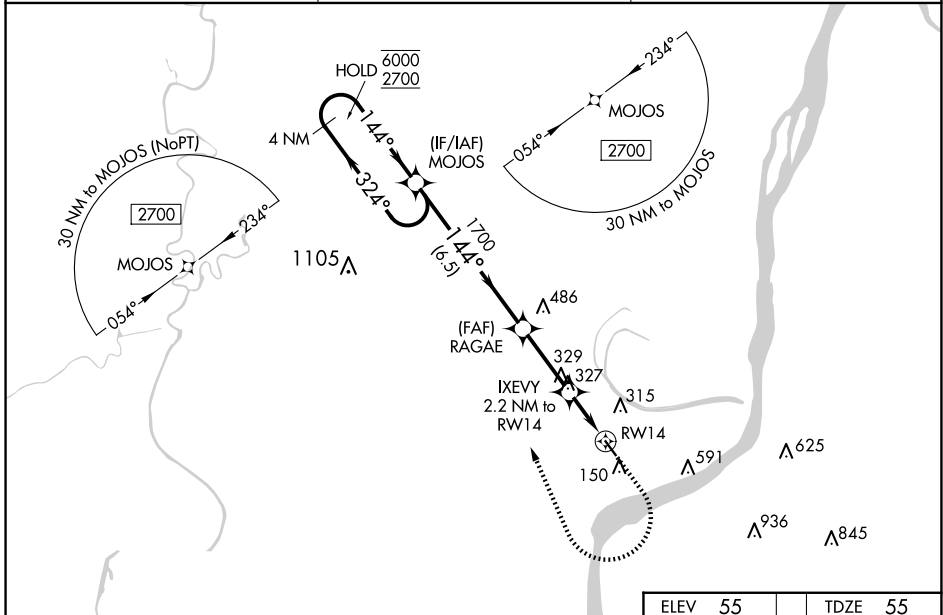 HOLD 6000
2700
4 NM
144°
324°
(IF/IAF)
MOJOS
30 NM to MOJOS (NoPT)
2700
MOJOS
234°
054°
234°
MOJOS
054°
2700
30 NM to MOJOS
1105
1700
144°
(6.5)
486
(FAF)
RAGAE
329
327
IXEVY
2.2 NM to
RW14
315
RW14
150
591
625
936
845
ELEV 55 TDZE 55